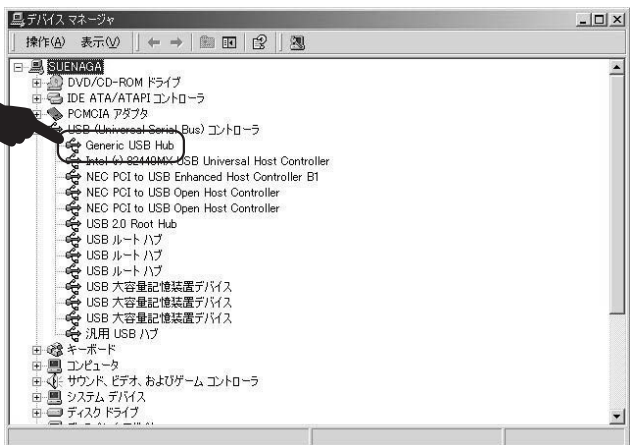 デバイス マネージャ
操作(A) 表示(V)
SUENAGA
DVD/CD-ROM ドライブ
IDE ATA/ATAPI コントローラ
PCMCIA アダプタ
USB (Universal Serial Bus) コントローラ
Generic USB Hub
Intel (r) 82440MX USB Universal Host Controller
NEC PCI to USB Enhanced Host Controller B1
NEC PCI to USB Open Host Controller
NEC PCI to USB Open Host Controller
USB 2.0 Root Hub
USB ルート ハブ
USB ルート ハブ
USB ルート ハブ
USB 大容量記憶装置デバイス
USB 大容量記憶装置デバイス
USB 大容量記憶装置デバイス
汎用 USB ハブ
キーボード
コンピュータ
サウンド、ビデオ、およびゲーム コントローラ
システム デバイス
ディスク ドライブ